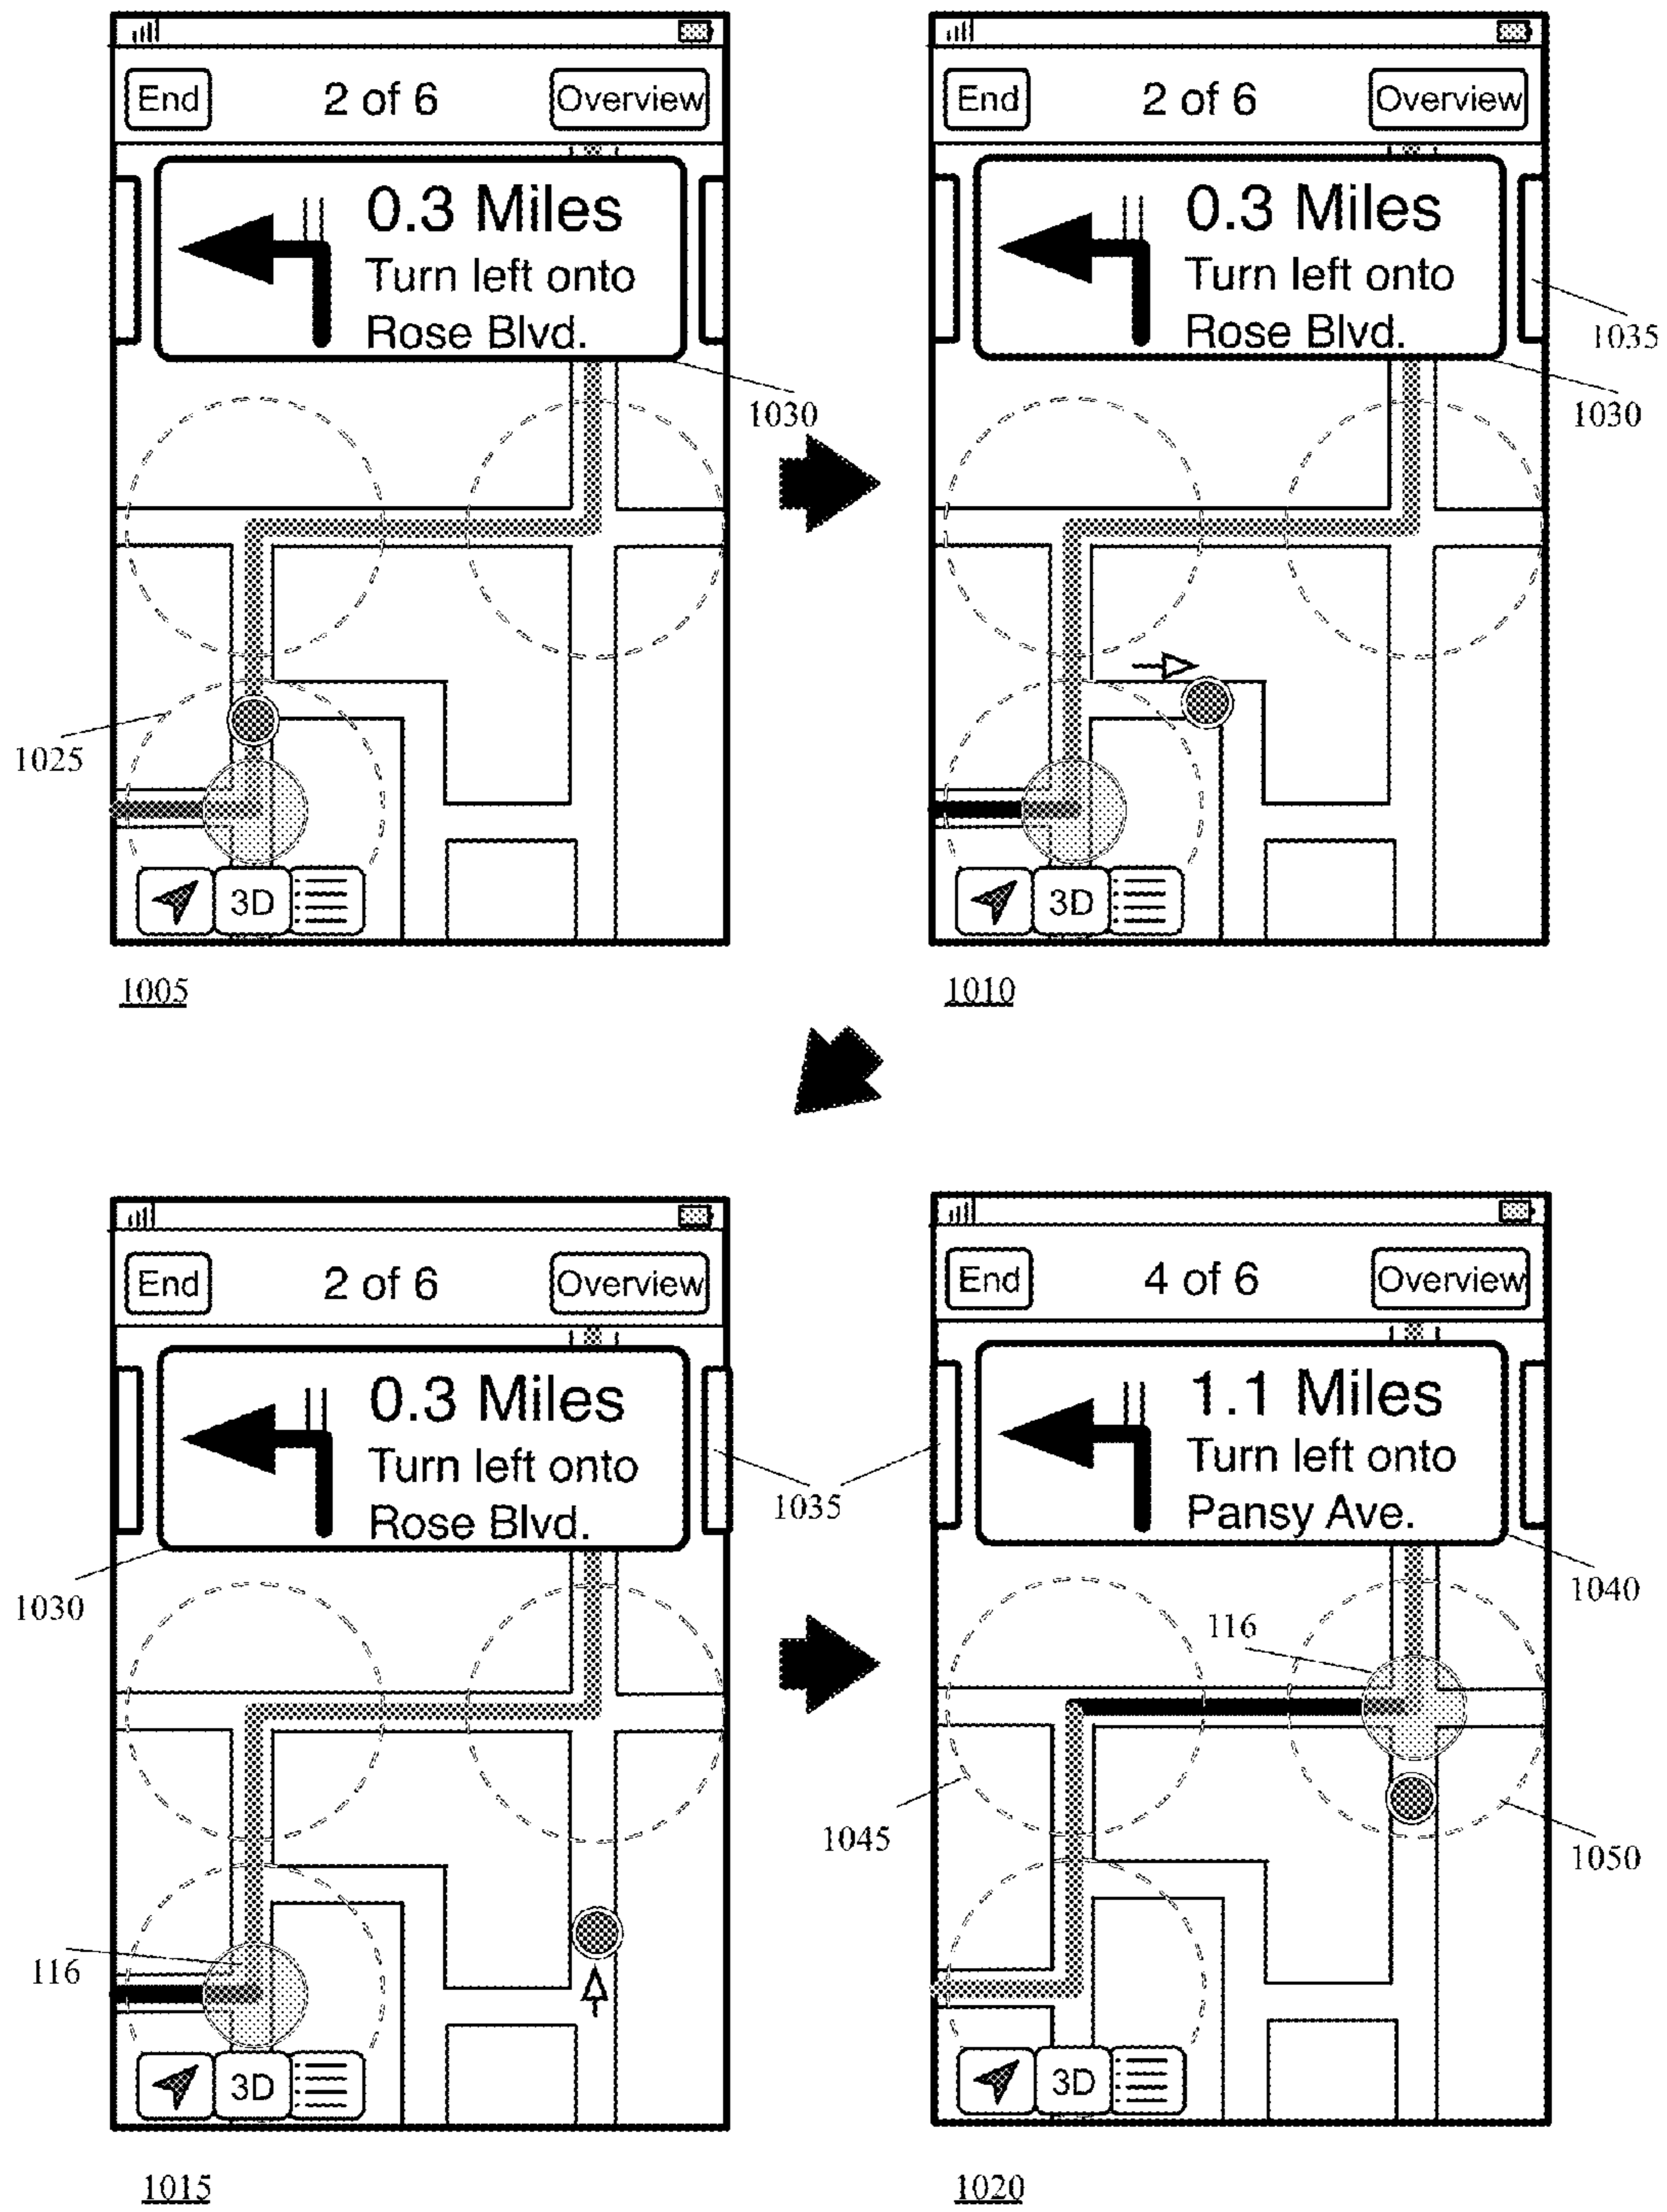 End 2 of 6 Overview
0.3 Miles
Turn left onto
Rose Blvd.
1030
1025
3D
1005
End 2 of 6 Overview
0.3 Miles
Turn left onto
Rose Blvd.
1035
1030
3D
1010
End 2 of 6 Overview
0.3 Miles
Turn left onto
Rose Blvd.
1035
1030
116
3D
1015
End 4 of 6 Overview
1.1 Miles
Turn left onto
Pansy Ave.
1040
116
1045
1050
3D
1020